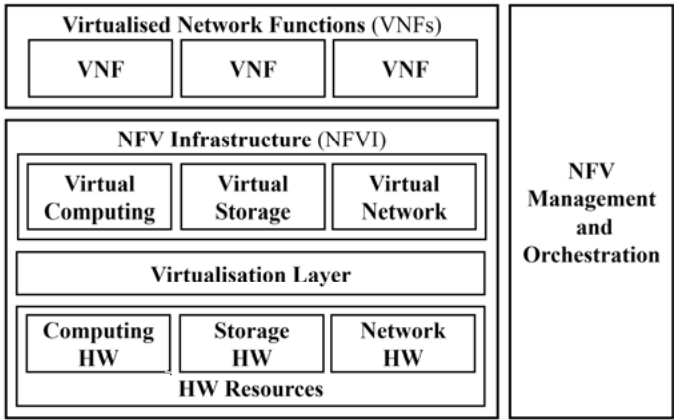 Virtualised Network Functions (VNFs)
VNF
VNF
VNF
NFV Infrastructure (NFVI)
Virtual
Computing
Virtual
Storage
Virtual
Network
Virtualisation Layer
Computing
HW
Storage
HW
Network
HW
HW Resources
NFV
Management
and
Orchestration